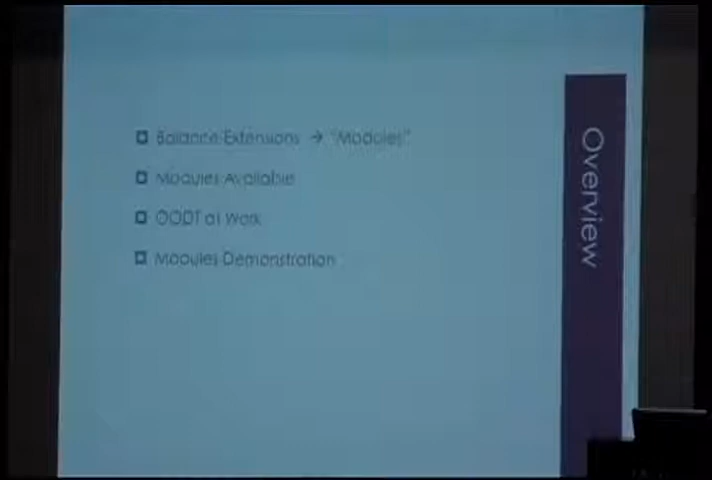 Overview
Balance Extensions → "Modules"
Modules Available
OODT at Work
Modules Demonstration